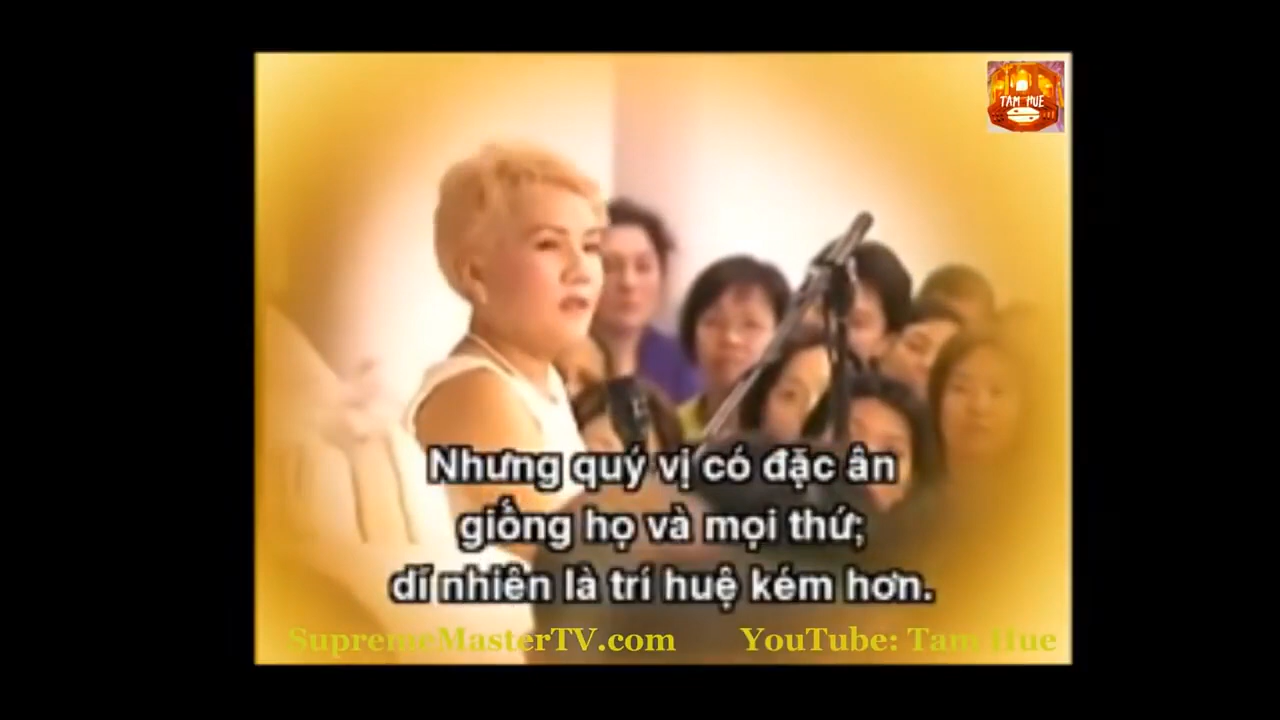 TAM HUE
Nhưng quý vị có đặc ân
giống họ và mọi thứ;
dĩ nhiên là trí huệ kém hơn.
SupremeMasterTV.com YouTube: Tam Hue